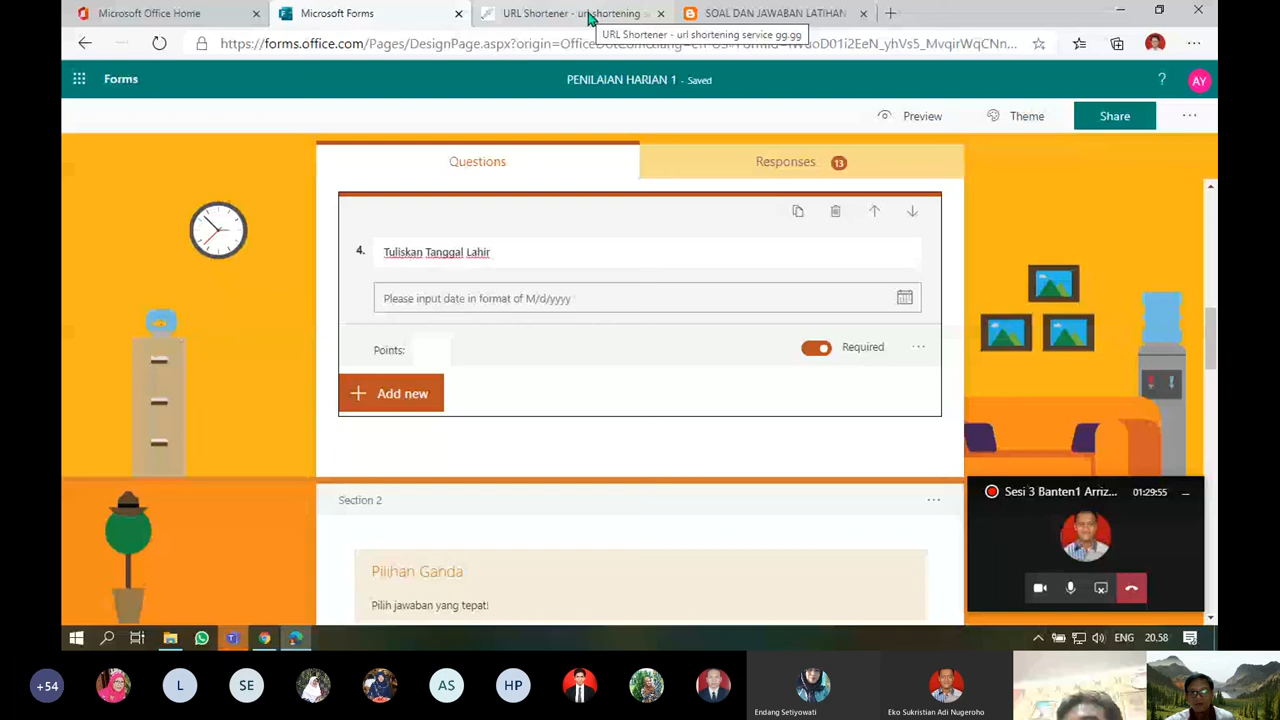 Microsoft Office Home
Microsoft Forms
URL Shortener - url shortening
SOAL DAN JAWABAN LATIHAN
URL Shortener - url shortening service gg.gg
Forms
PENILAIAN HARIAN 1 - Saved
?
AY
Preview
Theme
Share
Questions
Responses 13
4. Tuliskan Tanggal Lahir
Please input date in format of M/d/yyyy
Points:
Required
Add new
Section 2
Pilihan Ganda
Pilih jawaban yang tepat!
Sesi 3 Banten1 Arriz... 01:29:55
ENG 20.58
+54
L
SE
AS
HP
Endang Setiyowati
Eko Sukristian Adi Nugeroho